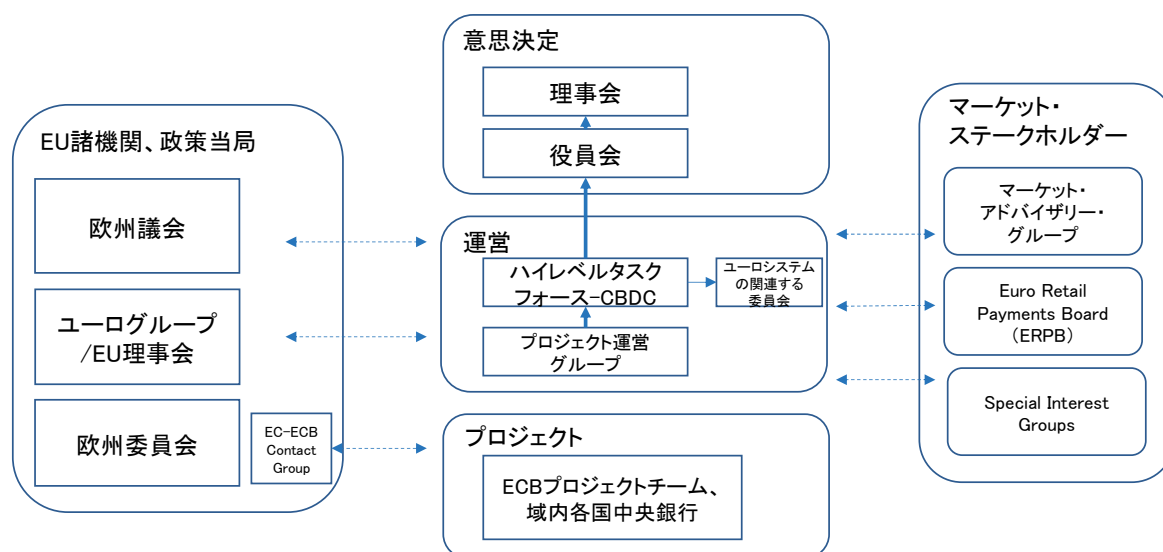 意思決定
理事会
役員会
EU諸機関、政策当局
欧州議会
ユーログループ
/EU理事会
欧州委員会
EC-ECB
Contact
Group
運営
ハイレベルタスク
フォース-CBDC
ユーロシステム
の関連する
委員会
プロジェクト運営
グループ
プロジェクト
ECBプロジェクトチーム、
域内各国中央銀行
マーケット・
ステークホルダー
マーケット・
アドバイザリー・
グループ
Euro Retail
Payments Board
（ERPB）
Special Interest
Groups